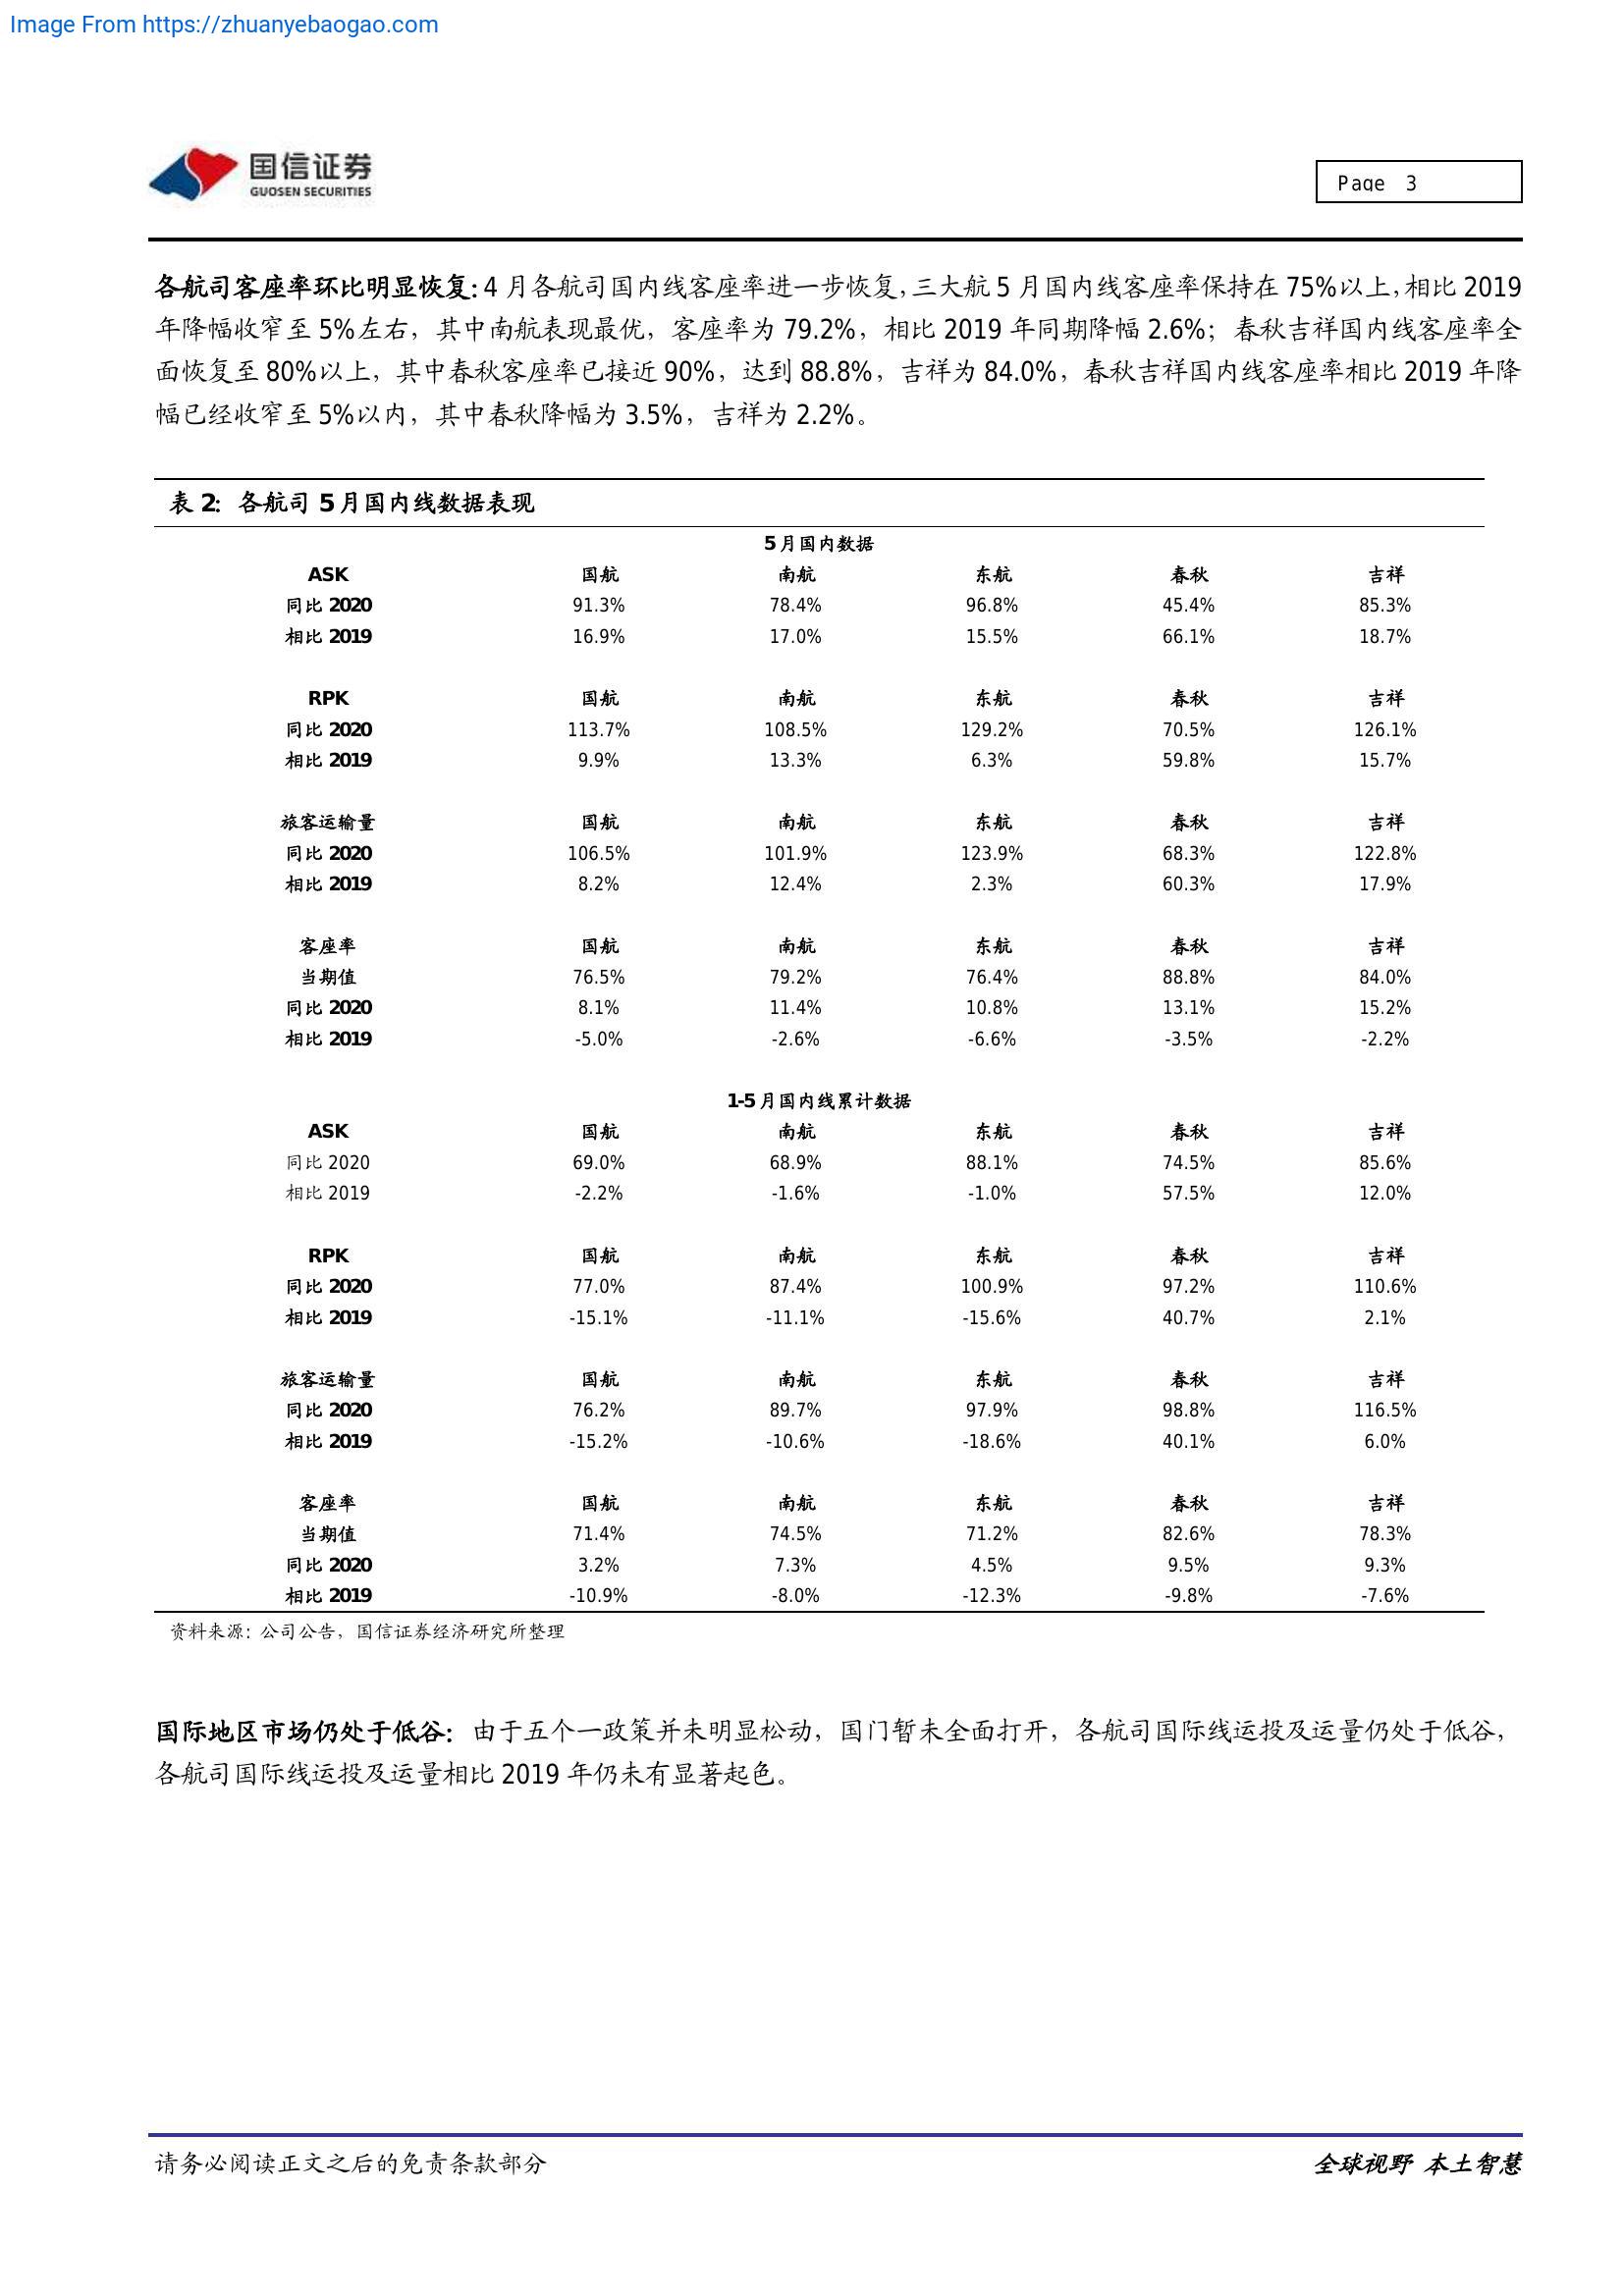 Image From https://zhuanyebaogao.com
国信证券
GUOSEN SECURITIES
Page 3
各航司客座率环比明显恢复：4 月各航司国内线客座率进一步恢复，三大航 5 月国内线客座率保持在 75%以上，相比 2019
年降幅收窄至 5%左右，其中南航表现最优，客座率为 79.2%，相比 2019 年同期降幅 2.6%；春秋吉祥国内线客座率全
面恢复至 80%以上，其中春秋客座率已接近 90%，达到 88.8%，吉祥为 84.0%，春秋吉祥国内线客座率相比 2019 年降
幅已经收窄至 5%以内，其中春秋降幅为 3.5%，吉祥为 2.2%。
表 2：各航司 5 月国内线数据表现
5 月国内数据
ASK 国航 南航 东航 春秋 吉祥
同比 2020 91.3% 78.4% 96.8% 45.4% 85.3%
相比 2019 16.9% 17.0% 15.5% 66.1% 18.7%
RPK 国航 南航 东航 春秋 吉祥
同比 2020 113.7% 108.5% 129.2% 70.5% 126.1%
相比 2019 9.9% 13.3% 6.3% 59.8% 15.7%
旅客运输量 国航 南航 东航 春秋 吉祥
同比 2020 106.5% 101.9% 123.9% 68.3% 122.8%
相比 2019 8.2% 12.4% 2.3% 60.3% 17.9%
客座率 国航 南航 东航 春秋 吉祥
当期值 76.5% 79.2% 76.4% 88.8% 84.0%
同比 2020 8.1% 11.4% 10.8% 13.1% 15.2%
相比 2019 -5.0% -2.6% -6.6% -3.5% -2.2%
1-5 月国内线累计数据
ASK 国航 南航 东航 春秋 吉祥
同比 2020 69.0% 68.9% 88.1% 74.5% 85.6%
相比 2019 -2.2% -1.6% -1.0% 57.5% 12.0%
RPK 国航 南航 东航 春秋 吉祥
同比 2020 77.0% 87.4% 100.9% 97.2% 110.6%
相比 2019 -15.1% -11.1% -15.6% 40.7% 2.1%
旅客运输量 国航 南航 东航 春秋 吉祥
同比 2020 76.2% 89.7% 97.9% 98.8% 116.5%
相比 2019 -15.2% -10.6% -18.6% 40.1% 6.0%
客座率 国航 南航 东航 春秋 吉祥
当期值 71.4% 74.5% 71.2% 82.6% 78.3%
同比 2020 3.2% 7.3% 4.5% 9.5% 9.3%
相比 2019 -10.9% -8.0% -12.3% -9.8% -7.6%
资料来源：公司公告，国信证券经济研究所整理
国际地区市场仍处于低谷：由于五个一政策并未明显松动，国门暂未全面打开，各航司国际线运投及运量仍处于低谷，
各航司国际线运投及运量相比 2019 年仍未有显著起色。
请务必阅读正文之后的免责条款部分
全球视野 本土智慧